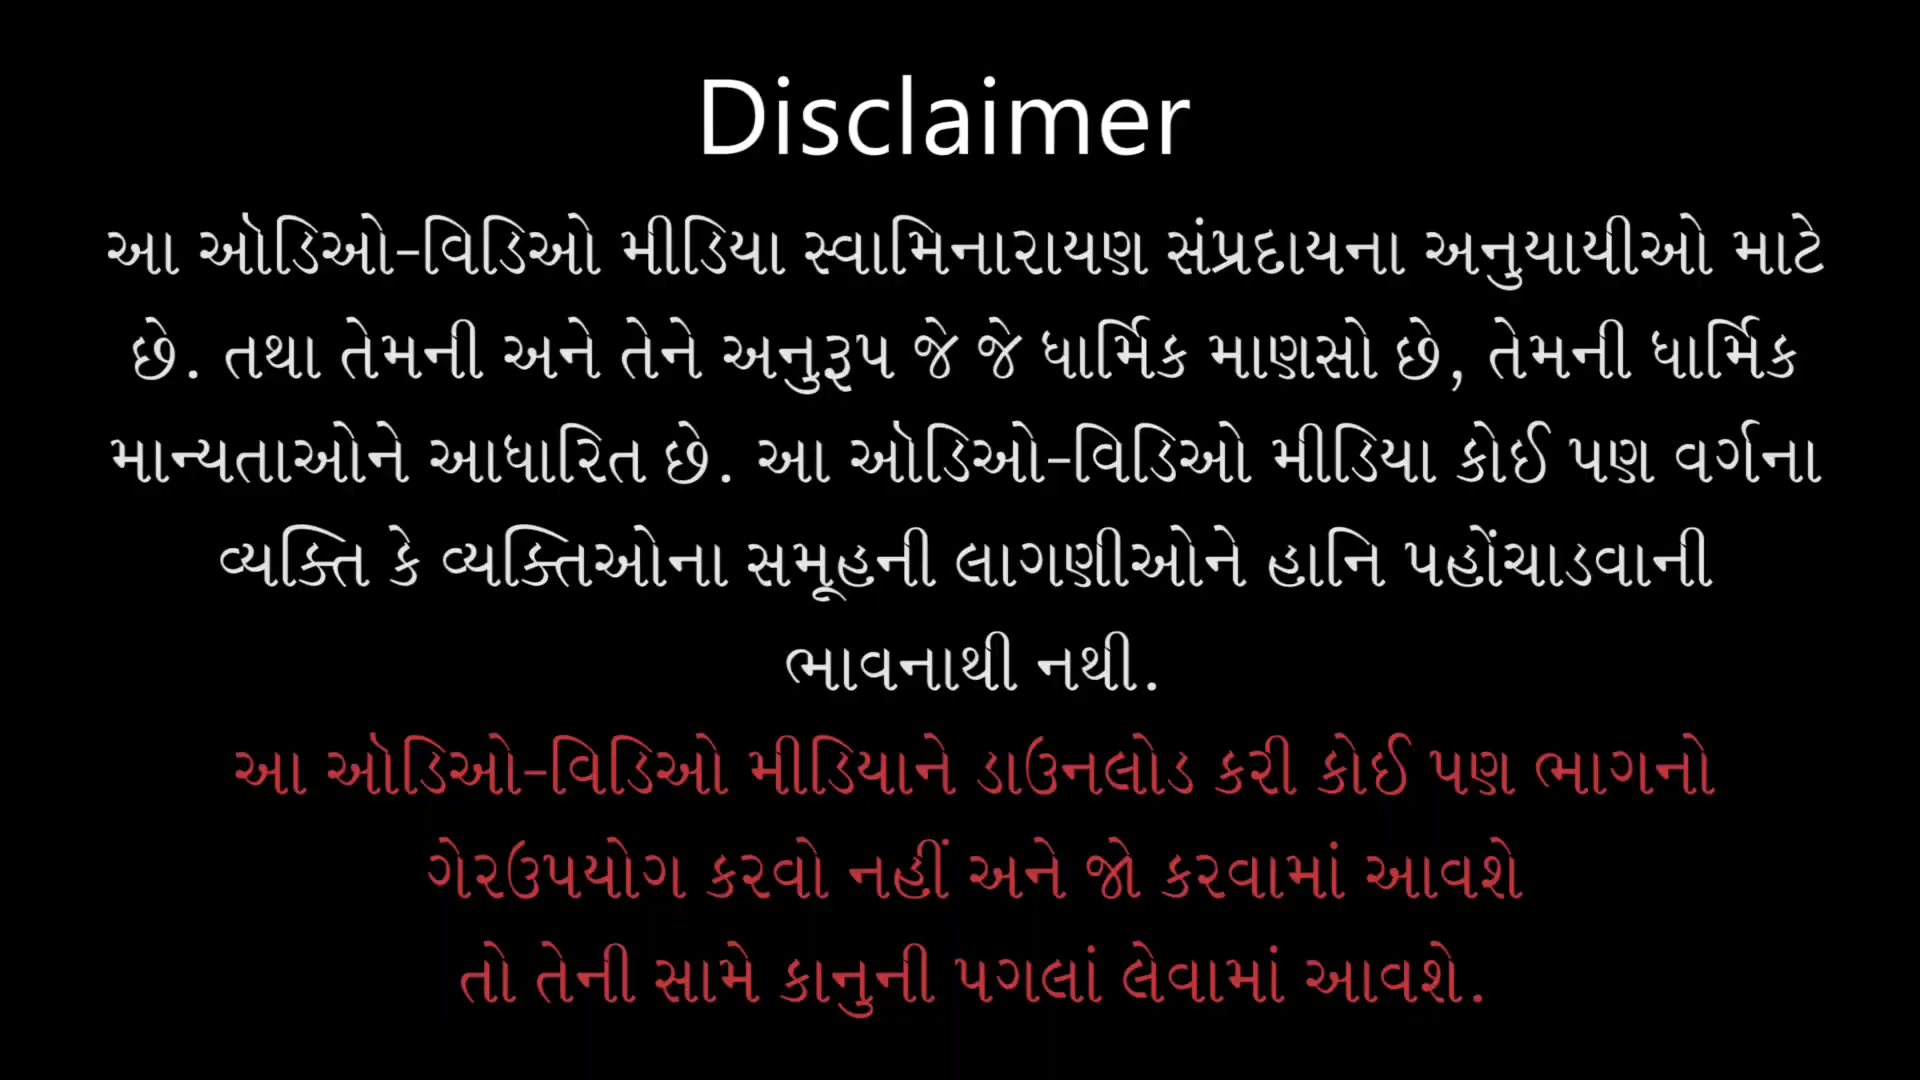 Disclaimer
આ ઑડિઓ-વિડિઓ મીડિયા સ્વામિનારાયણ સંપ્રદાયના અનુયાયીઓ માટે
છે. તથા તેમની અને તેને અનુરૂપ જે જે ધાર્મિક માણસો છે, તેમની ધાર્મિક
માન્યતાઓને આધારિત છે. આ ઑડિઓ-વિડિઓ મીડિયા કોઈ પણ વર્ગના
વ્યક્તિ કે વ્યક્તિઓના સમૂહની લાગણીઓને હાનિ પહોંચાડવાની
ભાવનાથી નથી.
આ ઑડિઓ-વિડિઓ મીડિયાને ડાઉનલોડ કરી કોઈ પણ ભાગનો
ગેરઉપયોગ કરવો નહીં અને જો કરવામાં આવશે
તો તેની સામે કાનુની પગલાં લેવામાં આવશે.